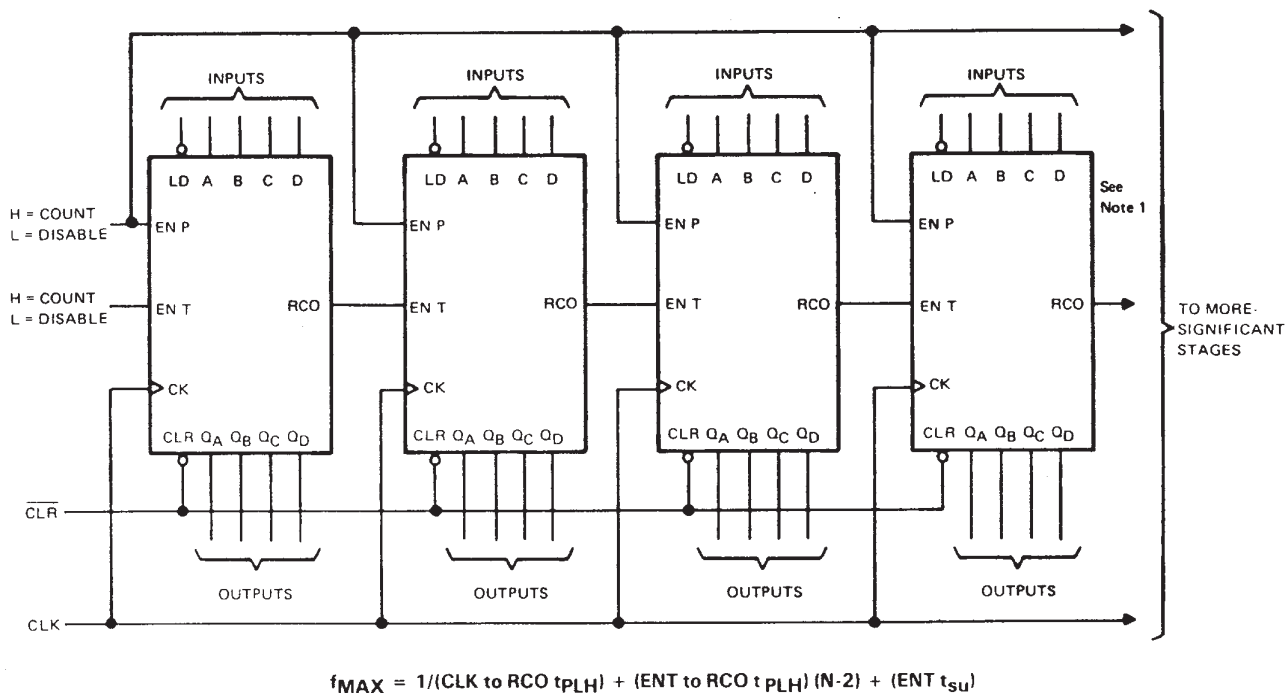 INPUTS INPUTS INPUTS INPUTS
LD A B C D LD A B C D LD A B C D LD A B C D
See
Note 1
H = COUNT
L = DISABLE
EN P EN P EN P EN P
H = COUNT
L = DISABLE
EN T RCO EN T RCO EN T RCO EN T RCO
TO MORE-
SIGNIFICANT
STAGES
CK CK CK CK
CLR QA QB QC QD CLR QA QB QC QD CLR QA QB QC QD CLR QA QB QC QD
CLR
OUTPUTS OUTPUTS OUTPUTS OUTPUTS
CLK
fMAX = 1/(CLK to RCO tPLH) + (ENT to RCO tPLH) (N-2) + (ENT tsu)